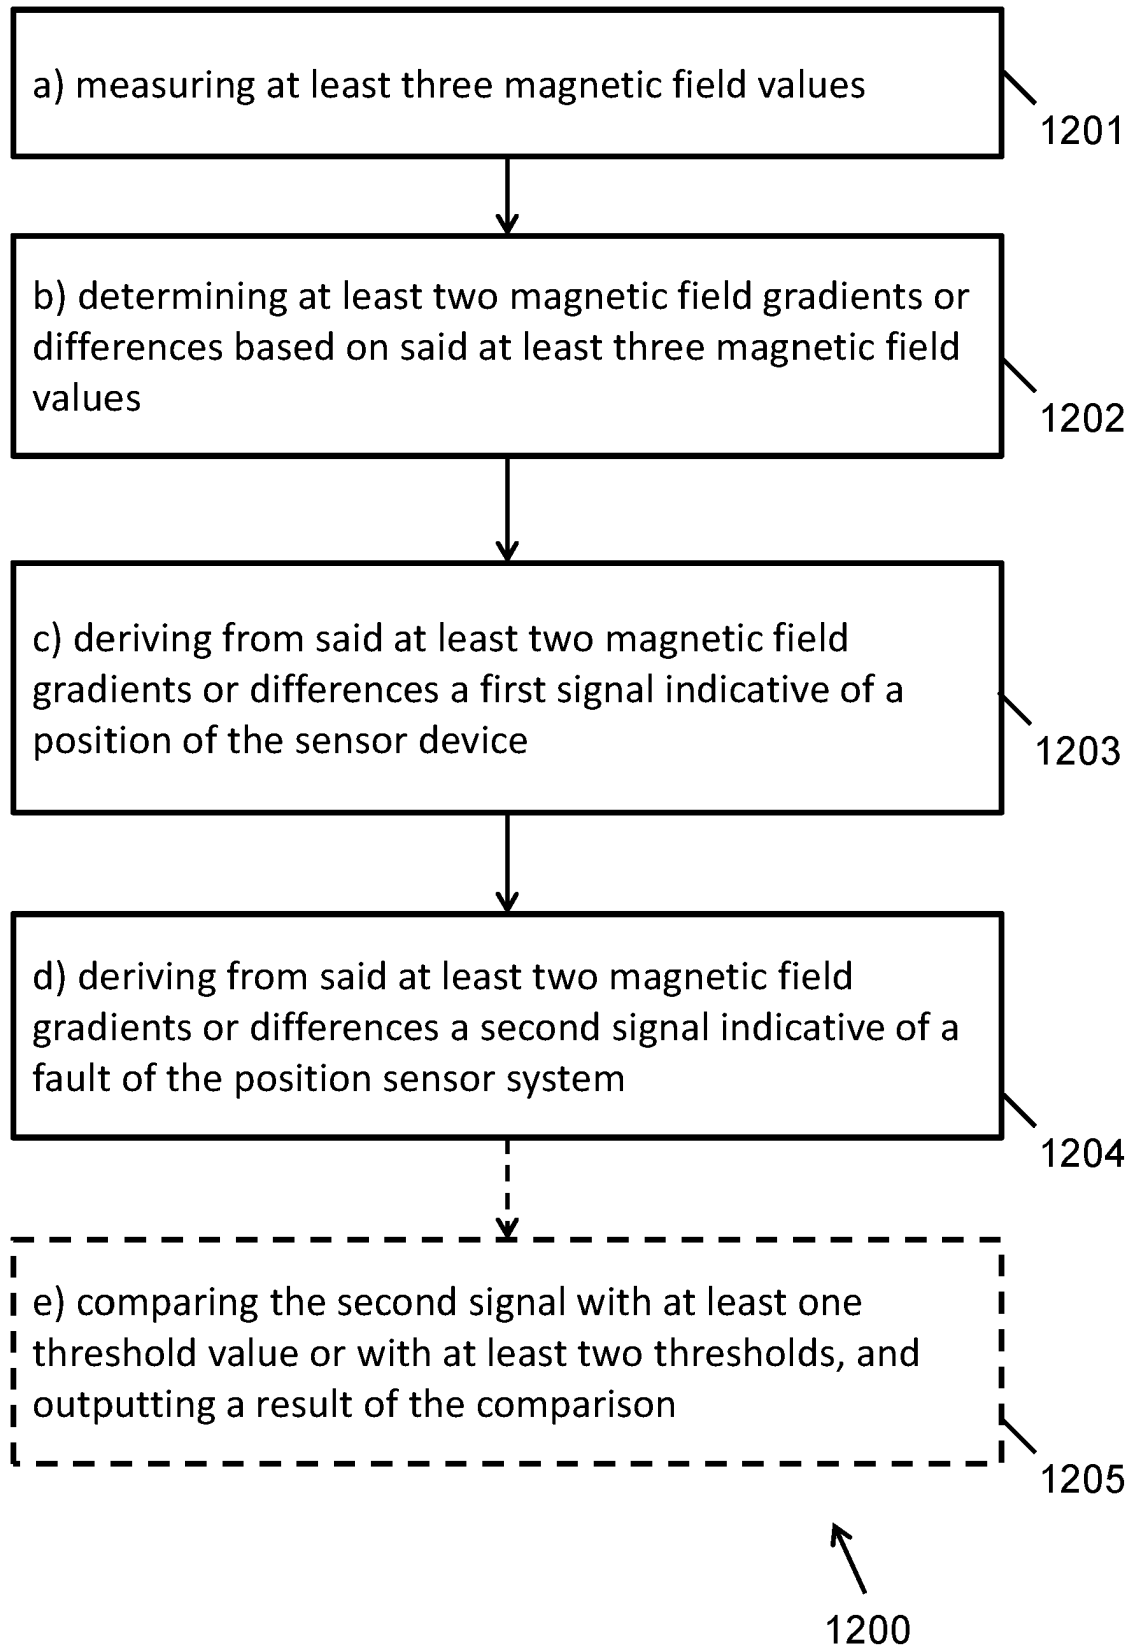 a) measuring at least three magnetic field values
1201
b) determining at least two magnetic field gradients or
differences based on said at least three magnetic field
values
1202
c) deriving from said at least two magnetic field
gradients or differences a first signal indicative of a
position of the sensor device
1203
d) deriving from said at least two magnetic field
gradients or differences a second signal indicative of a
fault of the position sensor system
1204
e) comparing the second signal with at least one
threshold value or with at least two thresholds, and
outputting a result of the comparison
1205
1200